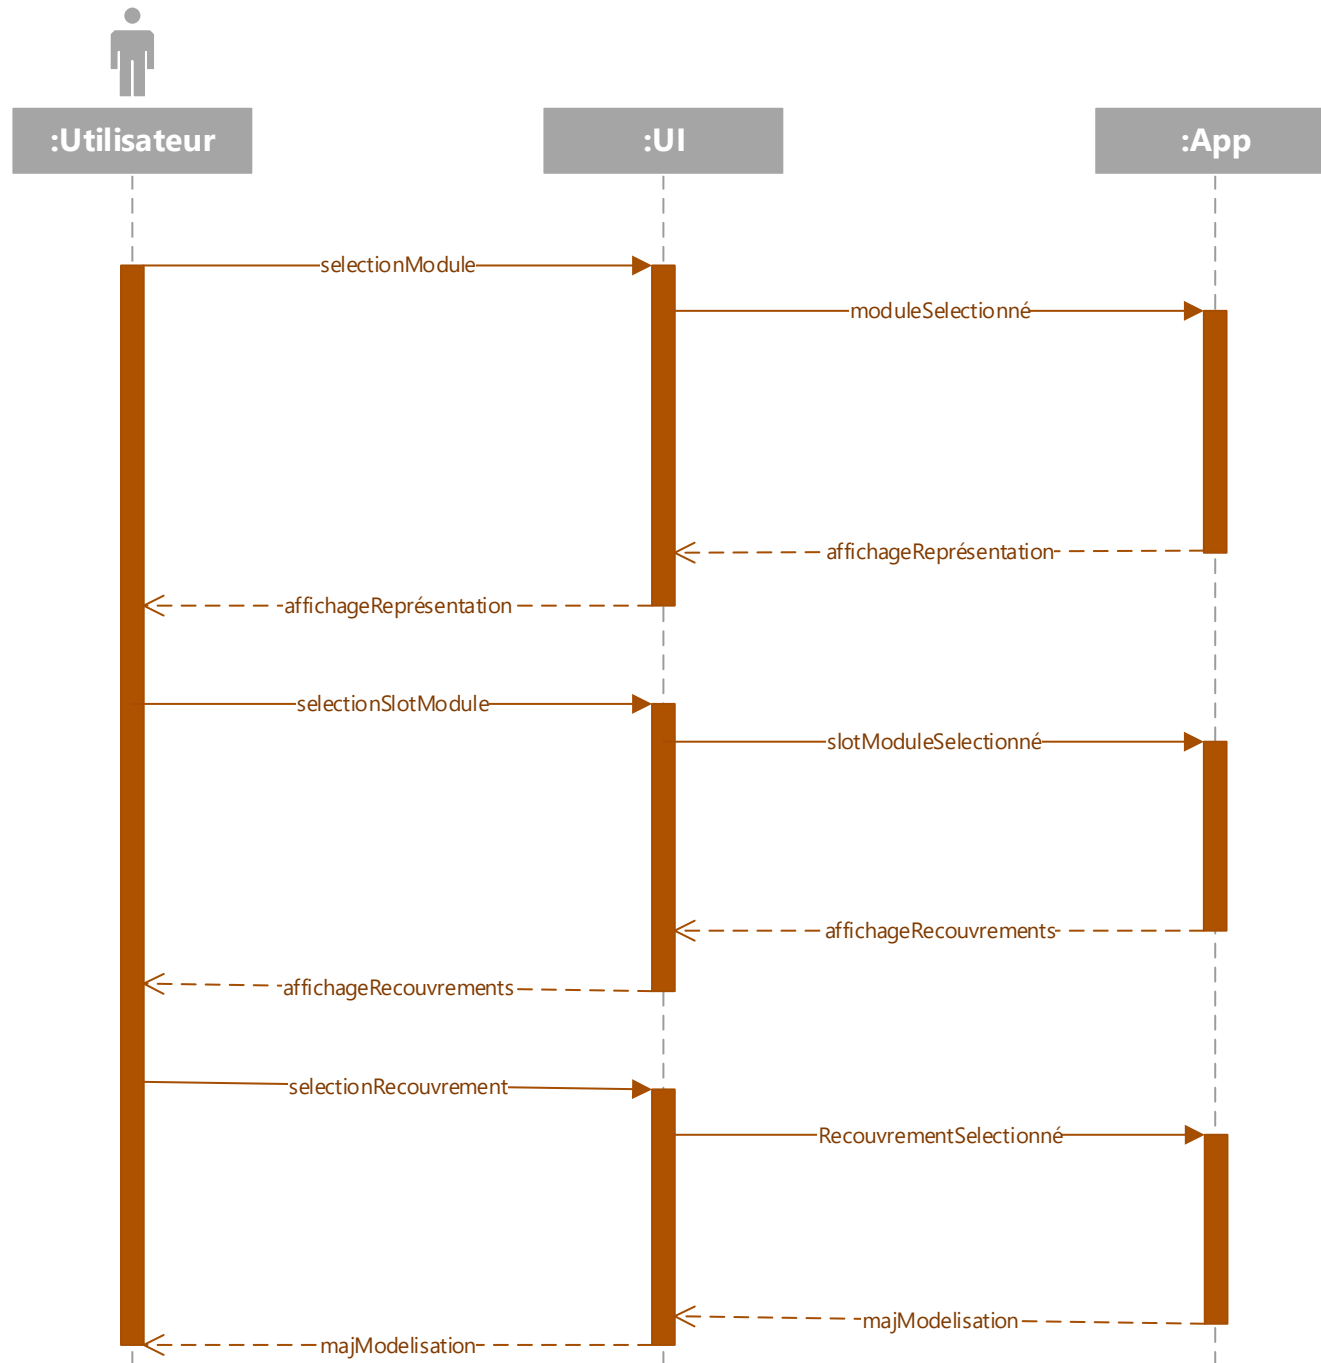 :Utilisateur
:UI
:App
selectionModule
moduleSelectionné
affichageReprésentation
affichageReprésentation
selectionSlotModule
slotModuleSelectionné
affichageRecouvrements
affichageRecouvrements
selectionRecouvrement
RecouvrementSelectionné
majModelisation
majModelisation